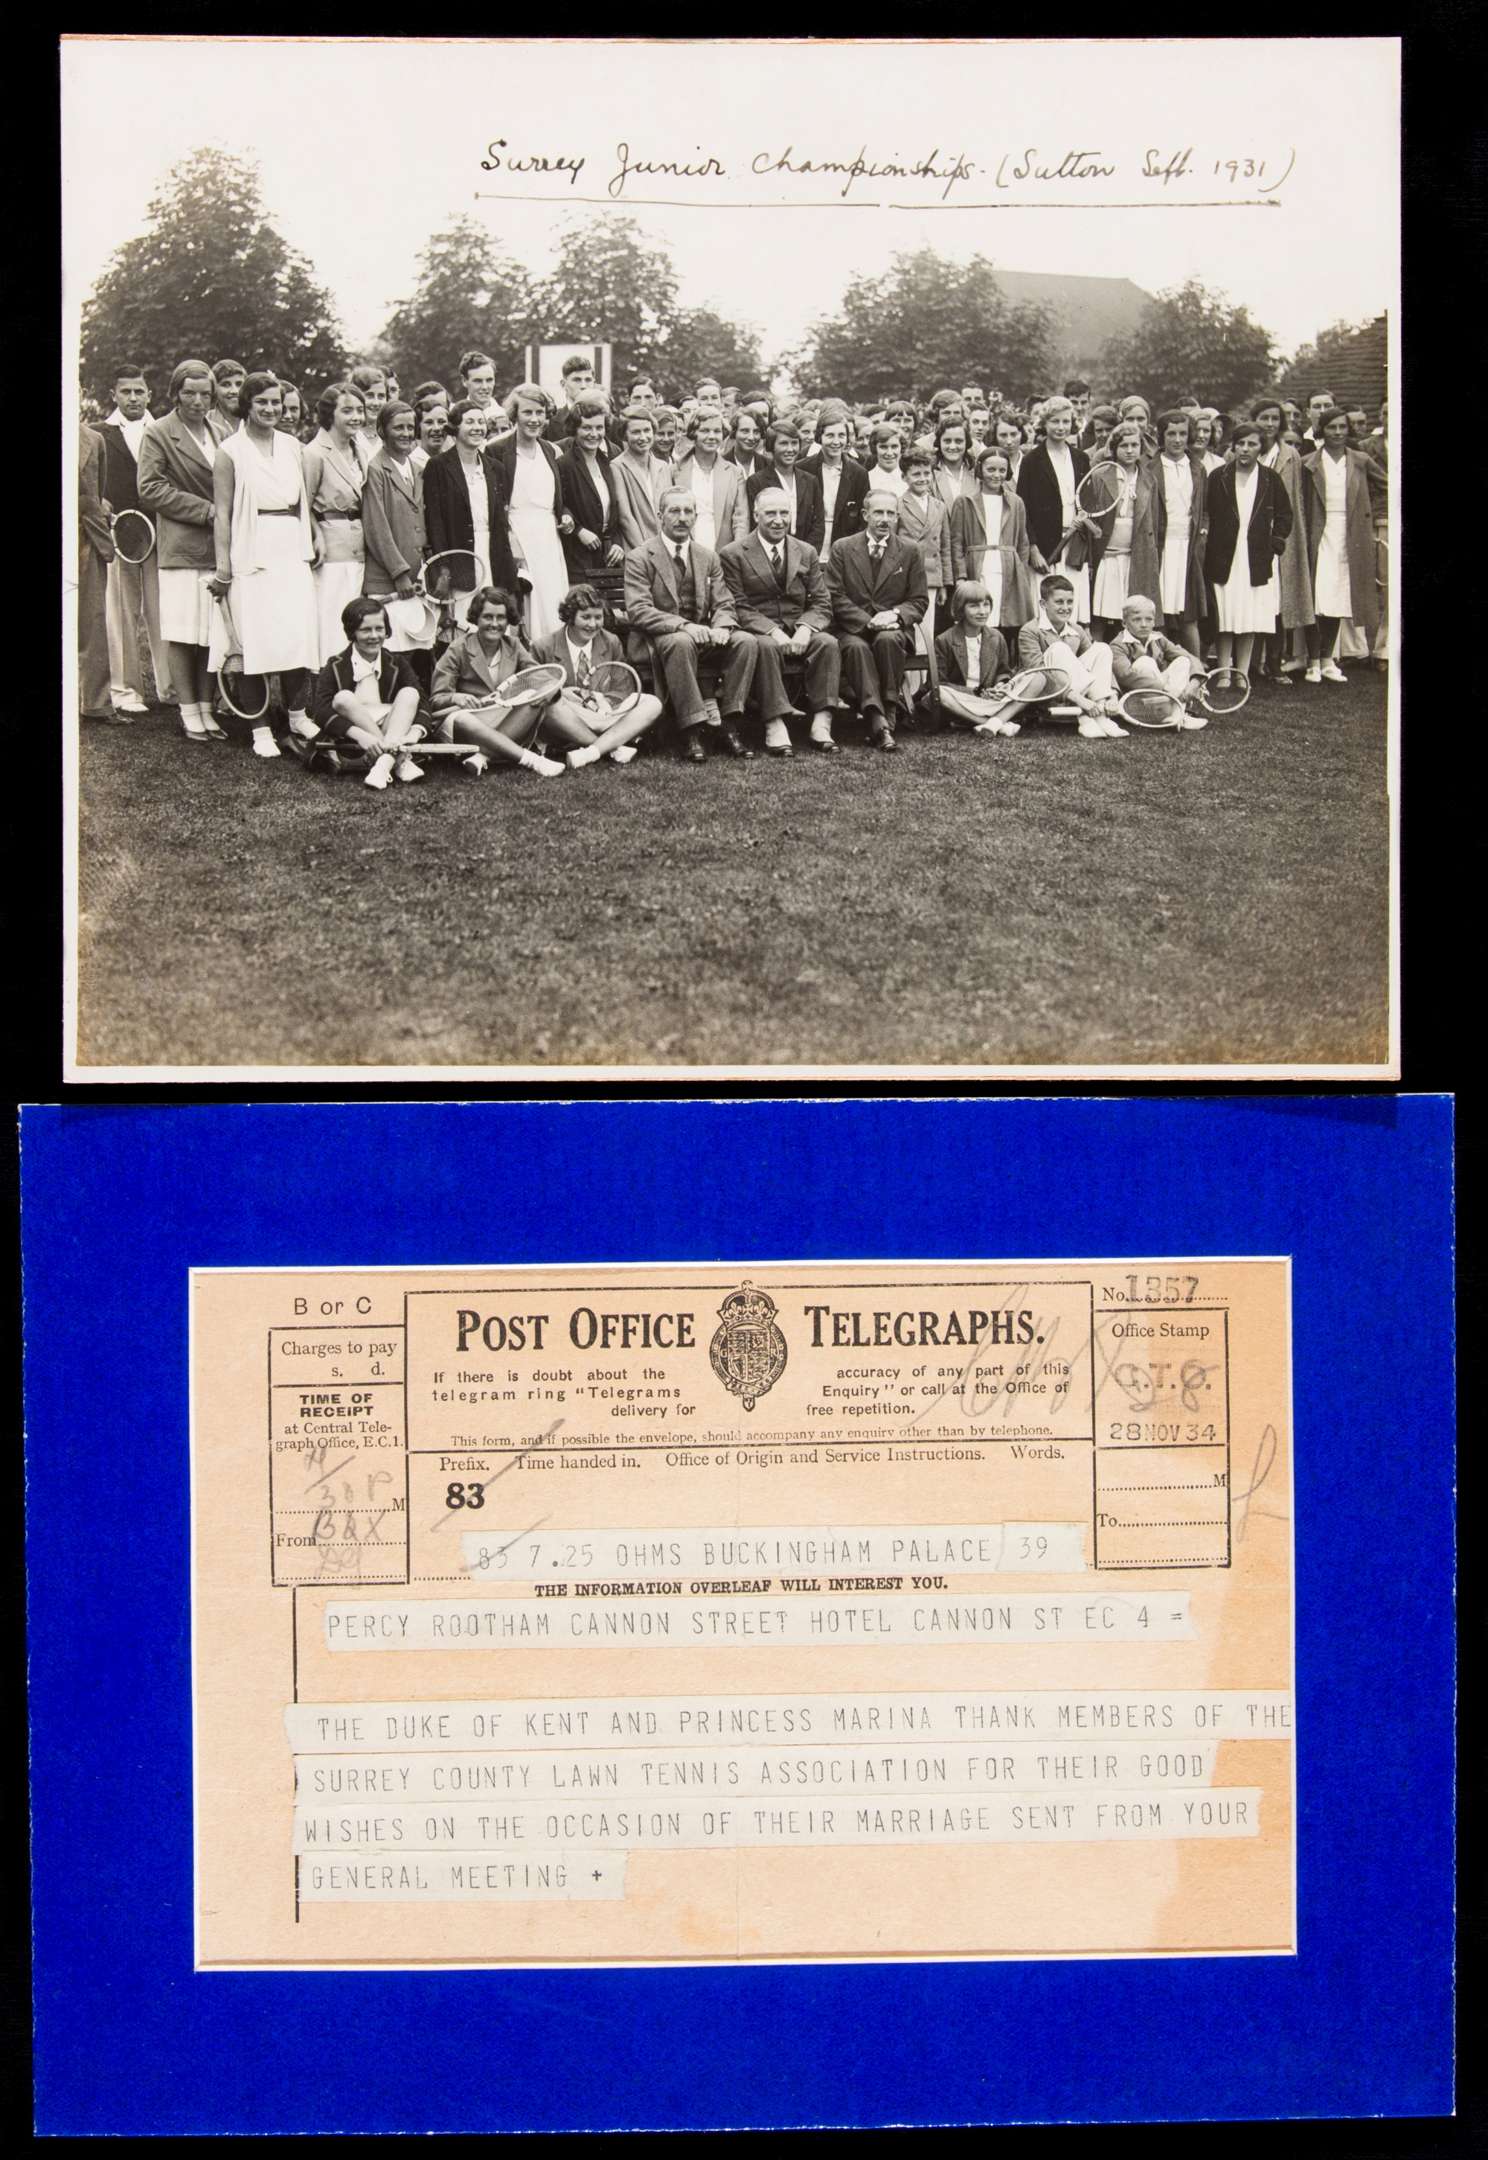 Surrey Junior Championships. (Sutton Sept. 1931)
B or C
Charges to pay
s. d.
TIME OF
RECEIPT
at Central Tele-
graph Office, E.C.1.
M
From
POST OFFICE TELEGRAPHS.
If there is doubt about the accuracy of any part of this
telegram ring "Telegrams Enquiry" or call at the Office of
delivery for free repetition.
This form, and if possible the envelope, should accompany any enquiry other than by telephone.
Prefix. Time handed in. Office of Origin and Service Instructions. Words.
83
No. 1357
Office Stamp
C.T.O.
28 NOV 34
M
To
83 7.25 OHMS BUCKINGHAM PALACE 39
THE INFORMATION OVERLEAF WILL INTEREST YOU.
PERCY ROOTHAM CANNON STREET HOTEL CANNON ST EC 4 =
THE DUKE OF KENT AND PRINCESS MARINA THANK MEMBERS OF THE
SURREY COUNTY LAWN TENNIS ASSOCIATION FOR THEIR GOOD
WISHES ON THE OCCASION OF THEIR MARRIAGE SENT FROM YOUR
GENERAL MEETING +